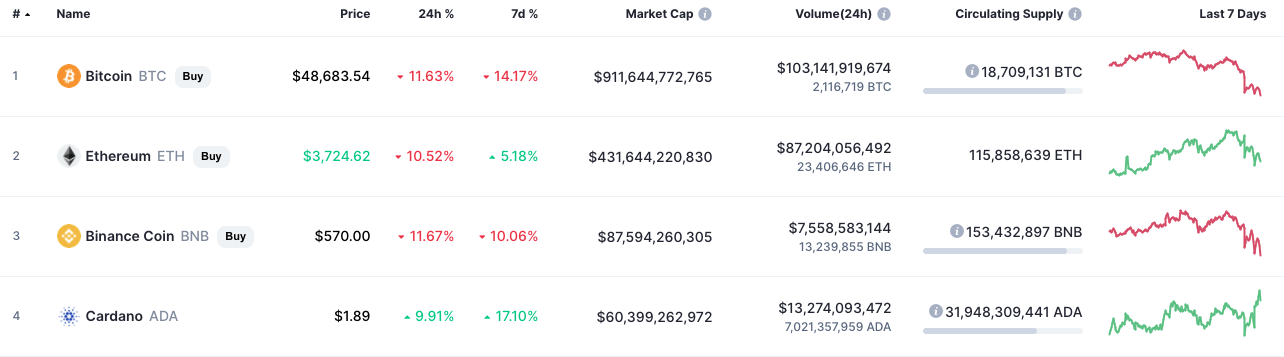 # Name Price 24h % 7d % Market Cap Volume(24h) Circulating Supply Last 7 Days
1 Bitcoin BTC Buy $48,683.54 11.63% 14.17% $911,644,772,765 $103,141,919,674 18,709,131 BTC
2,116,719 BTC
2 Ethereum ETH Buy $3,724.62 10.52% 5.18% $431,644,220,830 $87,204,056,492 115,858,639 ETH
23,406,646 ETH
3 Binance Coin BNB Buy $570.00 11.67% 10.06% $87,594,260,305 $7,558,583,144 153,432,897 BNB
13,239,855 BNB
4 Cardano ADA $1.89 9.91% 17.10% $60,399,262,972 $13,274,093,472 31,948,309,441 ADA
7,021,357,959 ADA